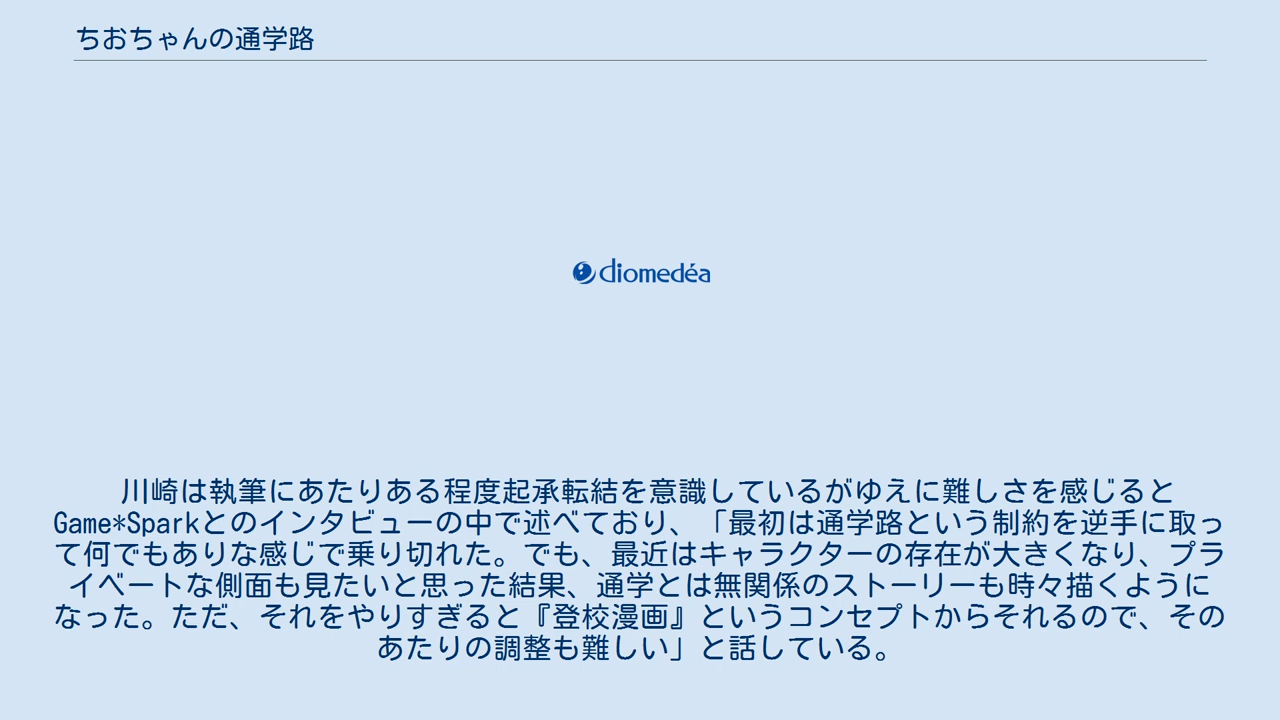 ちおちゃんの通学路
diomedéa
川崎は執筆にあたりある程度起承転結を意識しているがゆえに難しさを感じると
Game*Sparkとのインタビューの中で述べており、「最初は通学路という制約を逆手に取っ
て何でもありな感じで乗り切れた。でも、最近はキャラクターの存在が大きくなり、プラ
イベートな側面も見たいと思った結果、通学とは無関係のストーリーも時々描くように
なった。ただ、それをやりすぎると『登校漫画』というコンセプトからそれるので、その
あたりの調整も難しい」と話している。